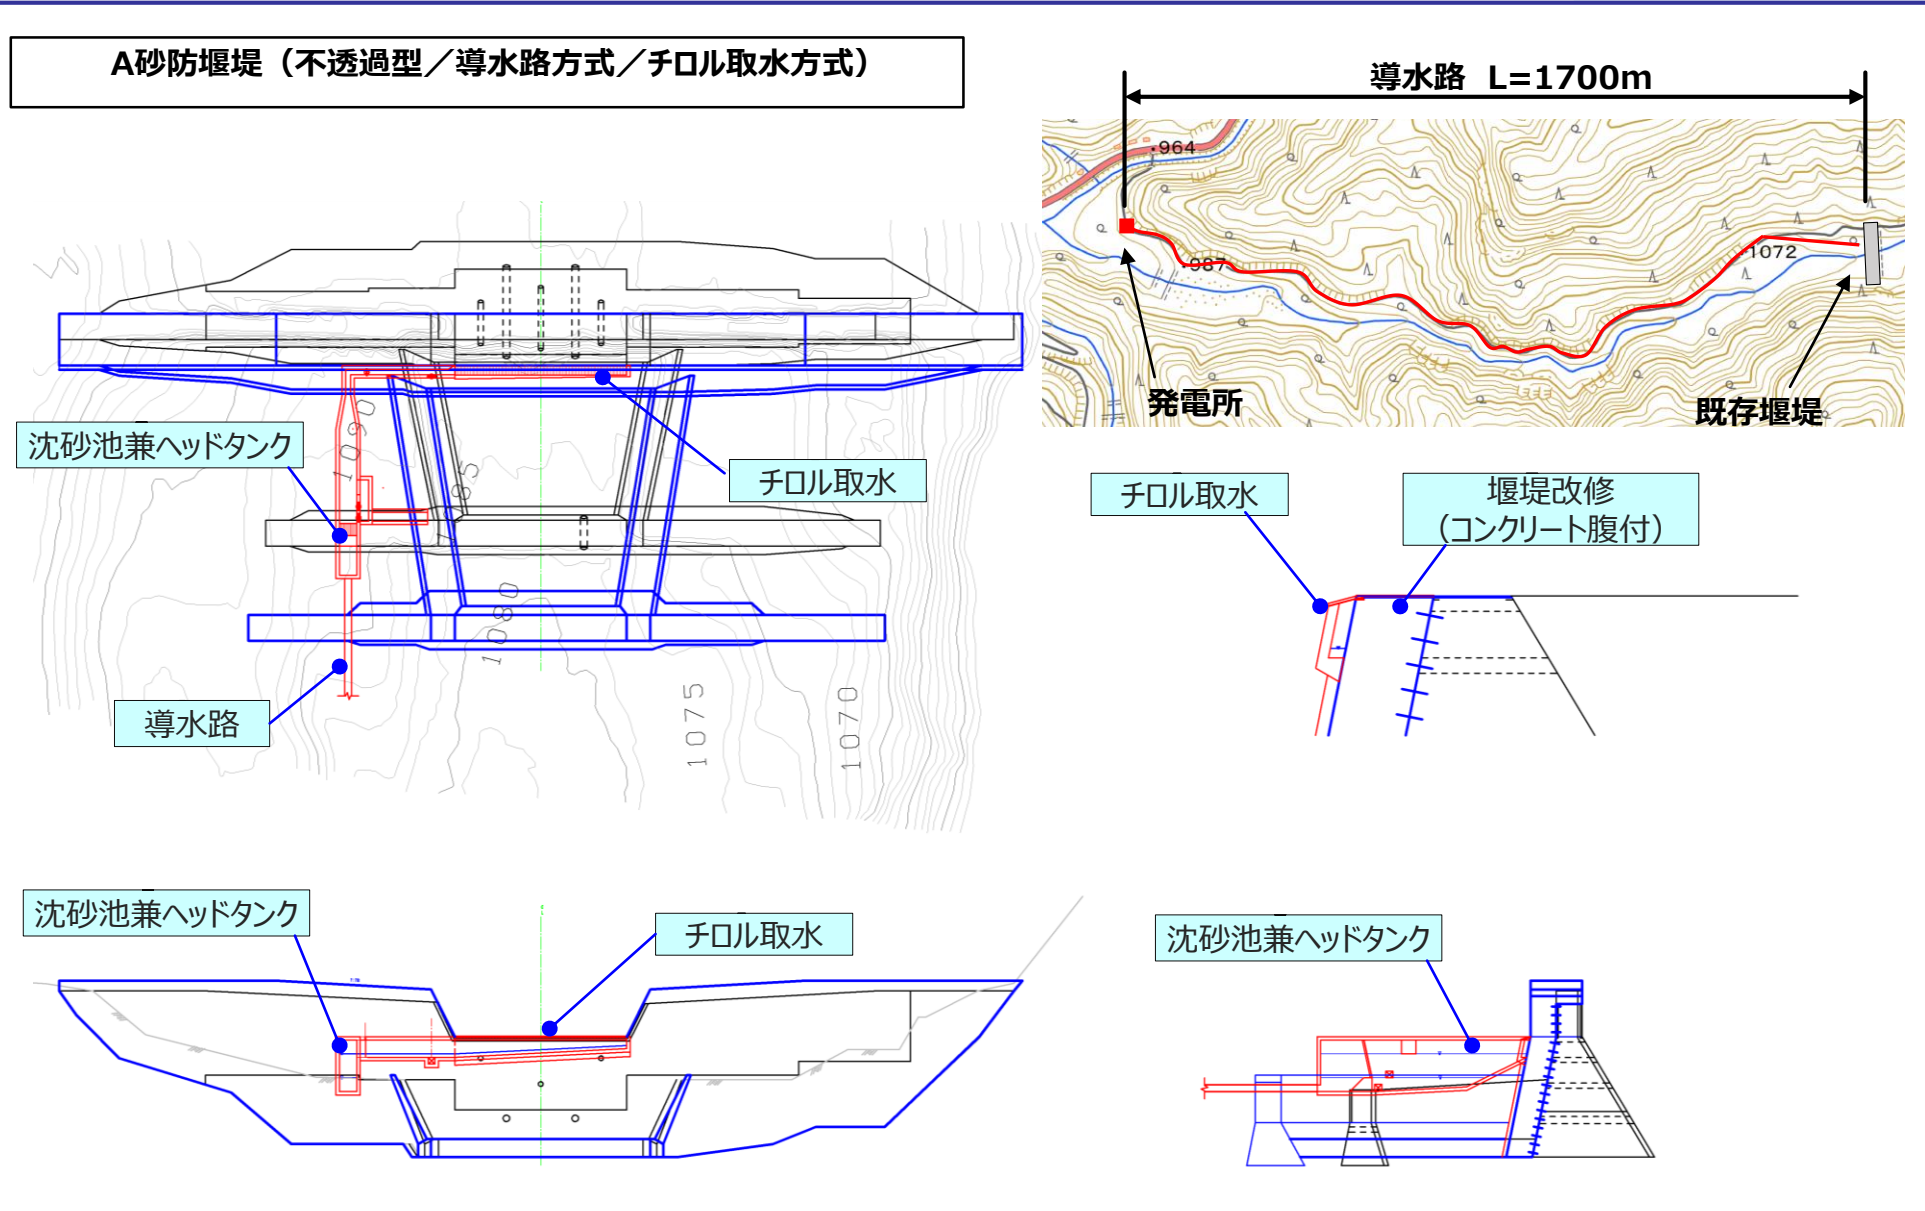 A砂防堰堤（不透過型／導水路方式／チロル取水方式）
導水路 L=1700m
964
987
1072
発電所
既存堰堤
沈砂池兼ヘッドタンク
チロル取水
導水路
1090
1080
1075
1070
チロル取水
堰堤改修
（コンクリート腹付）
沈砂池兼ヘッドタンク
チロル取水
沈砂池兼ヘッドタンク